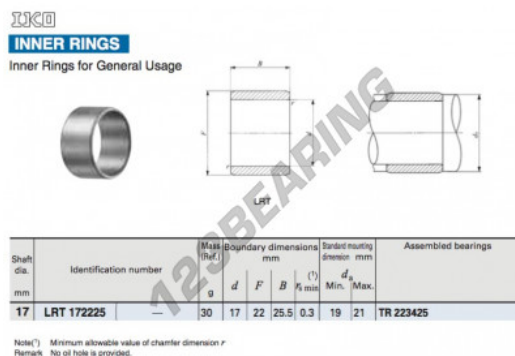 IKO
INNER RINGS
Inner Rings for General Usage
B
r
r
F
d
da
LRT
123BEARING
Shaft dia. mm | Identification number | Mass (Ref.) g | Boundary dimensions mm | Standard mounting dimension mm | Assembled bearings
d F B rs min (1) | da Min. Max.
17 LRT 172225 — 30 17 22 25.5 0.3 19 21 TR 223425
Note(1) Minimum allowable value of chamfer dimension r
Remark No oil hole is provided.